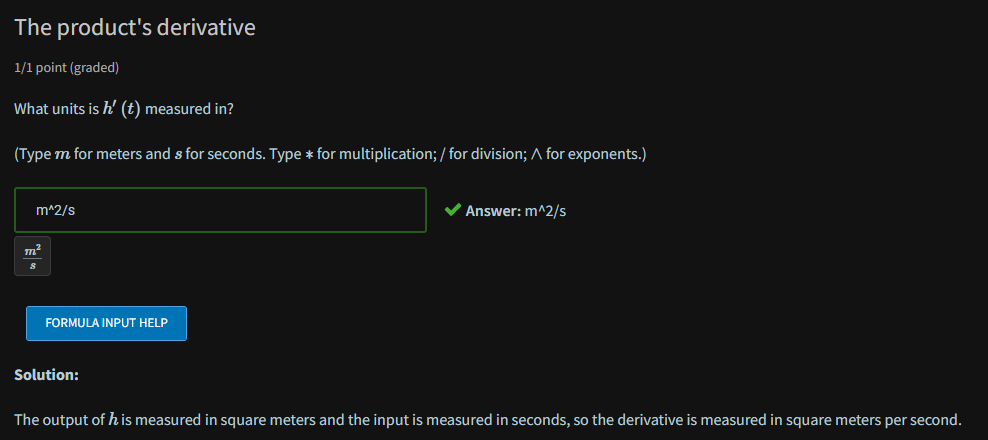 The product's derivative
1/1 point (graded)
What units is h′ (t) measured in?
(Type m for meters and s for seconds. Type ∗ for multiplication; / for division; ∧ for exponents.)
m^2/s
Answer: m^2/s
m²
s
FORMULA INPUT HELP
Solution:
The output of h is measured in square meters and the input is measured in seconds, so the derivative is measured in square meters per second.